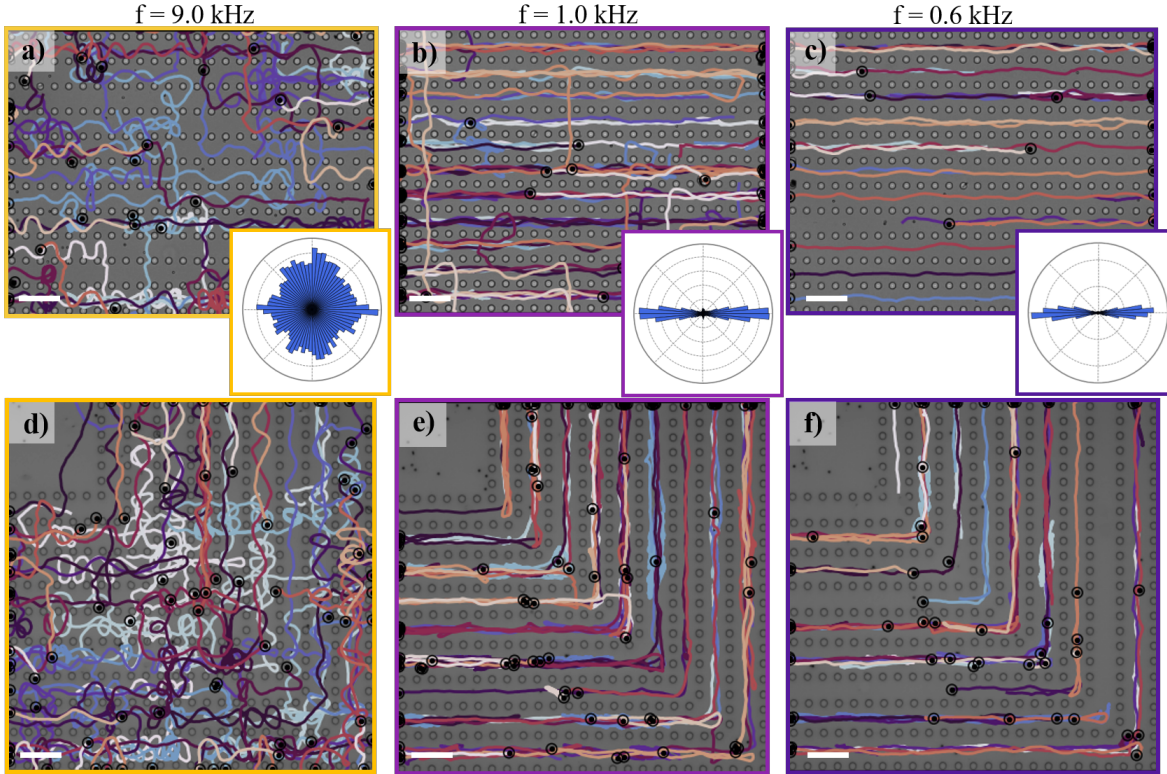 f = 9.0 kHz
f = 1.0 kHz
f = 0.6 kHz
a)
b)
c)
d)
e)
f)